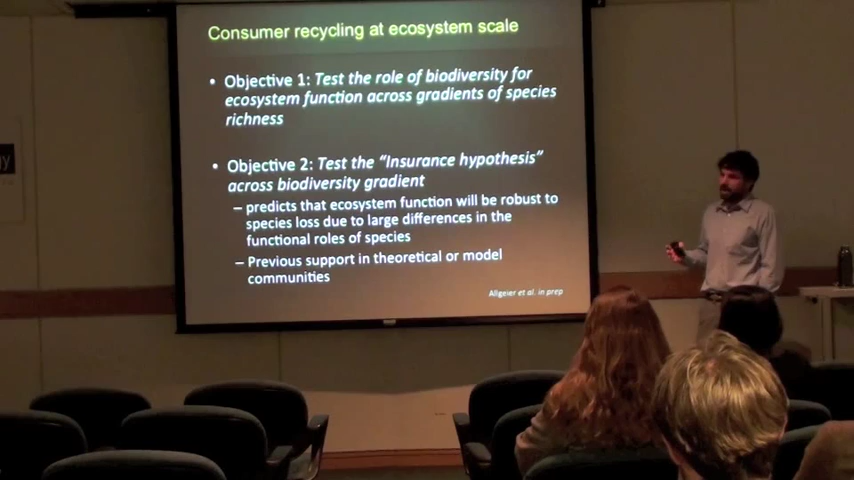 Consumer recycling at ecosystem scale
• Objective 1: Test the role of biodiversity for
ecosystem function across gradients of species
richness
• Objective 2: Test the "Insurance hypothesis"
across biodiversity gradient
– predicts that ecosystem function will be robust to
species loss due to large differences in the
functional roles of species
– Previous support in theoretical or model
communities
Allgeier et al. in prep